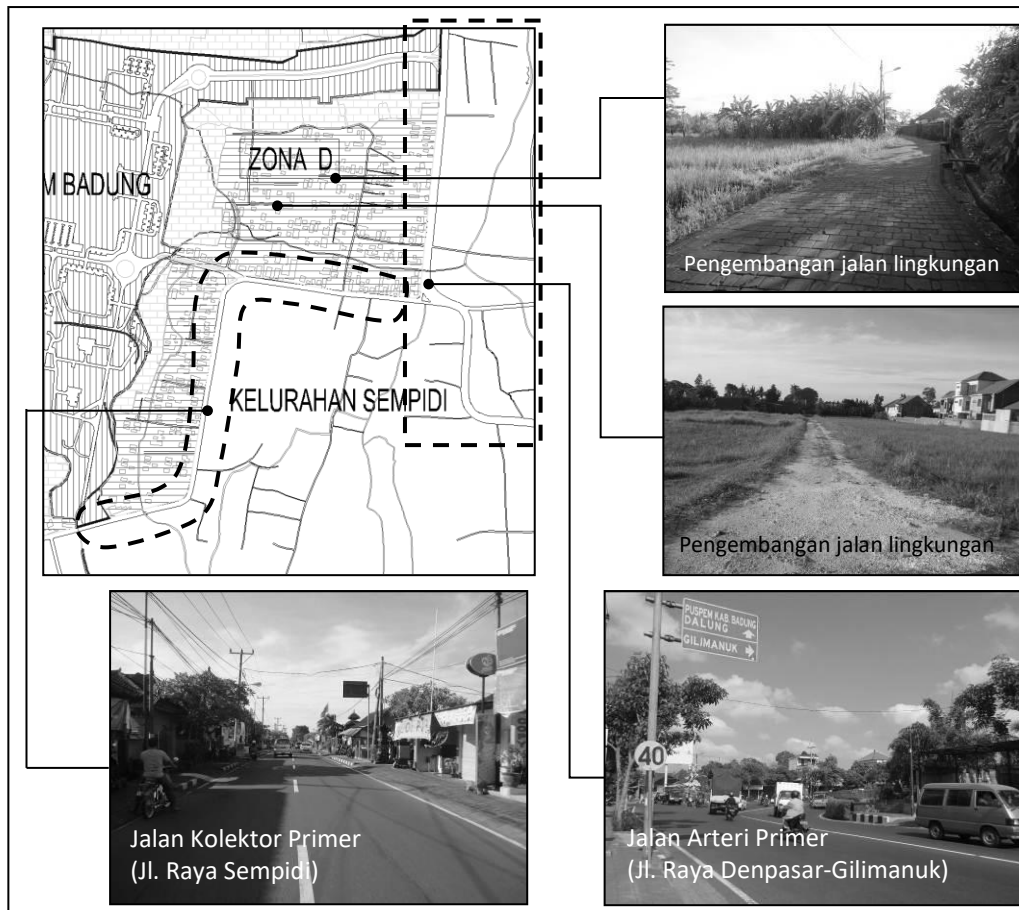 ZONA D
M BADUNG
KELURAHAN SEMPIDI
Pengembangan jalan lingkungan
Pengembangan jalan lingkungan
Jalan Kolektor Primer
(Jl. Raya Sempidi)
PUSPEM KAB. BADUNG
DALUNG
GILIMANUK
40
Jalan Arteri Primer
(Jl. Raya Denpasar-Gilimanuk)